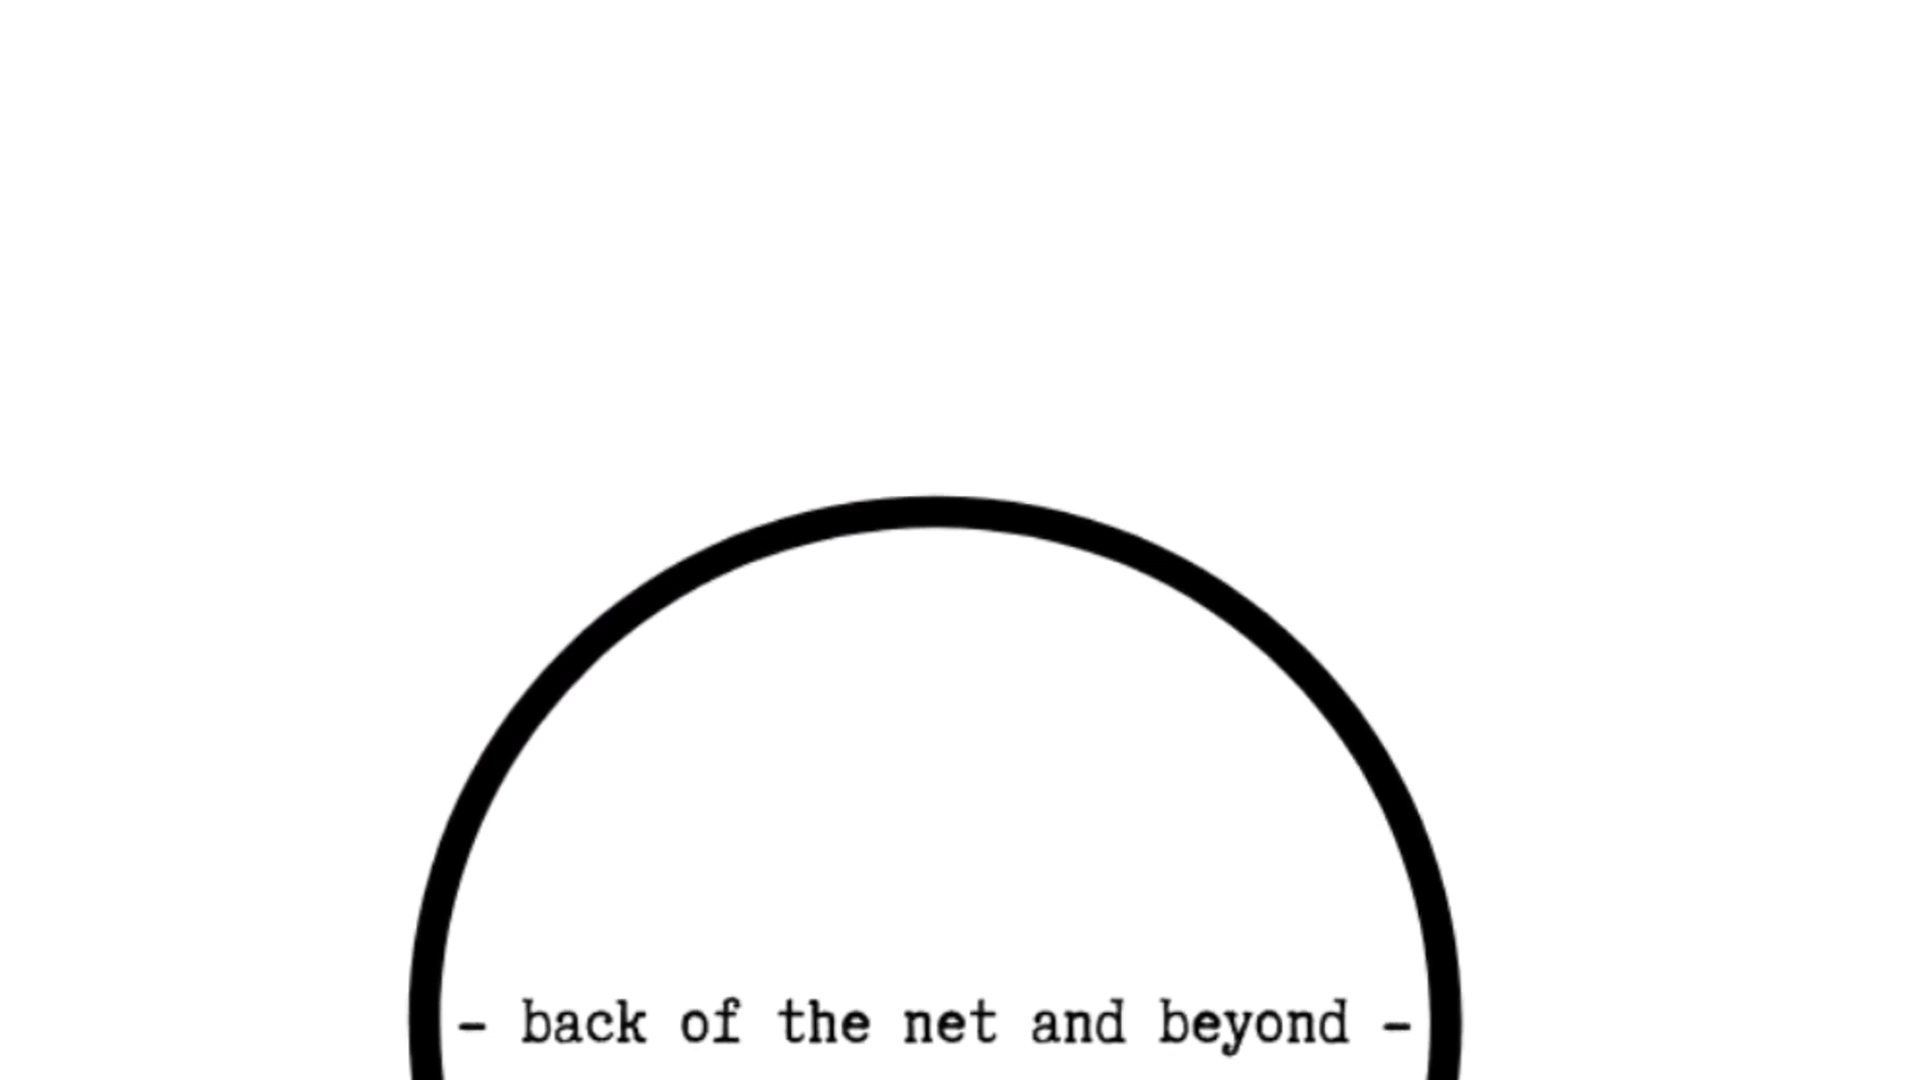 - back of the net and beyond -